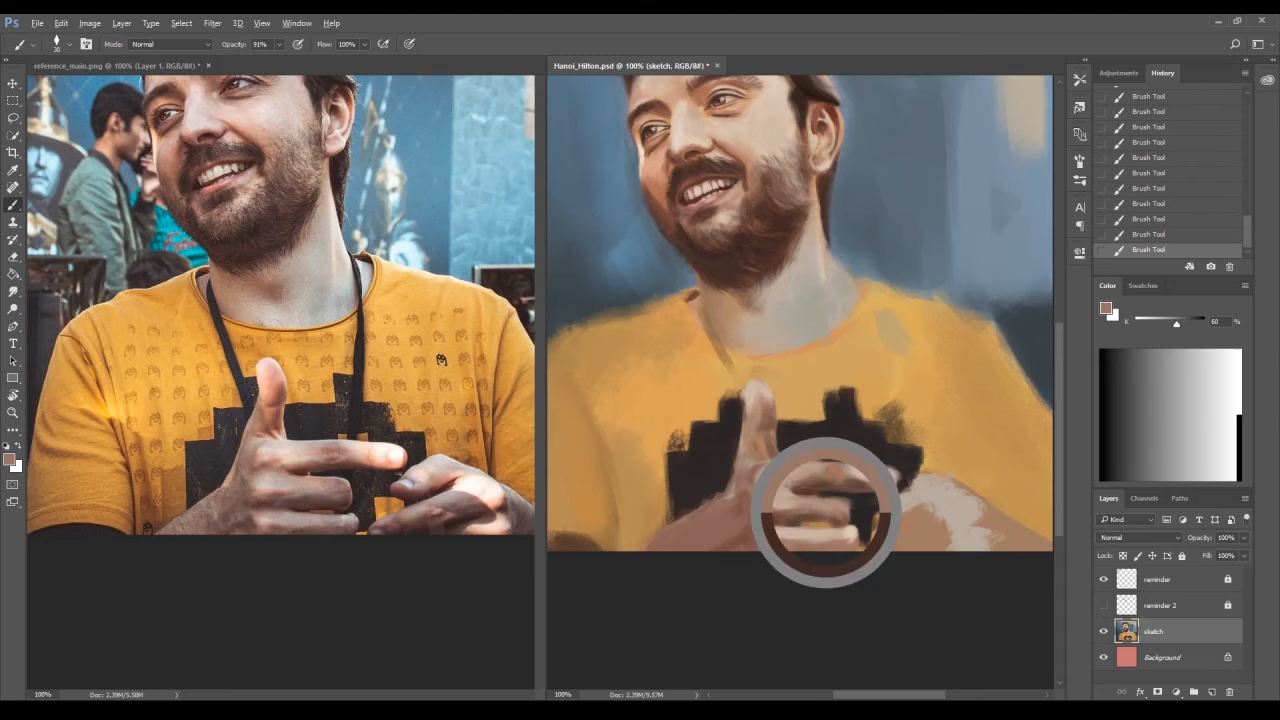 Ps File Edit Image Layer Type Select Filter 3D View Window Help
30 Mode: Normal Opacity: 91% Flow: 100%
reference_main.png @ 100% (Layer 1, RGB/8#) * ×
Hanoi_Hilton.psd @ 100% (sketch, RGB/8#) * ×
Adjustments History
Brush Tool
Brush Tool
Brush Tool
Brush Tool
Brush Tool
Brush Tool
Brush Tool
Brush Tool
Brush Tool
Brush Tool
Brush Tool
Color Swatches
K 60 %
Layers Channels Paths
Kind
Normal Opacity: 100%
Lock: Fill: 100%
reminder
reminder 2
sketch
Background
100% Doc: 2.39M/5.58M
100% Doc: 2.39M/9.57M
fx